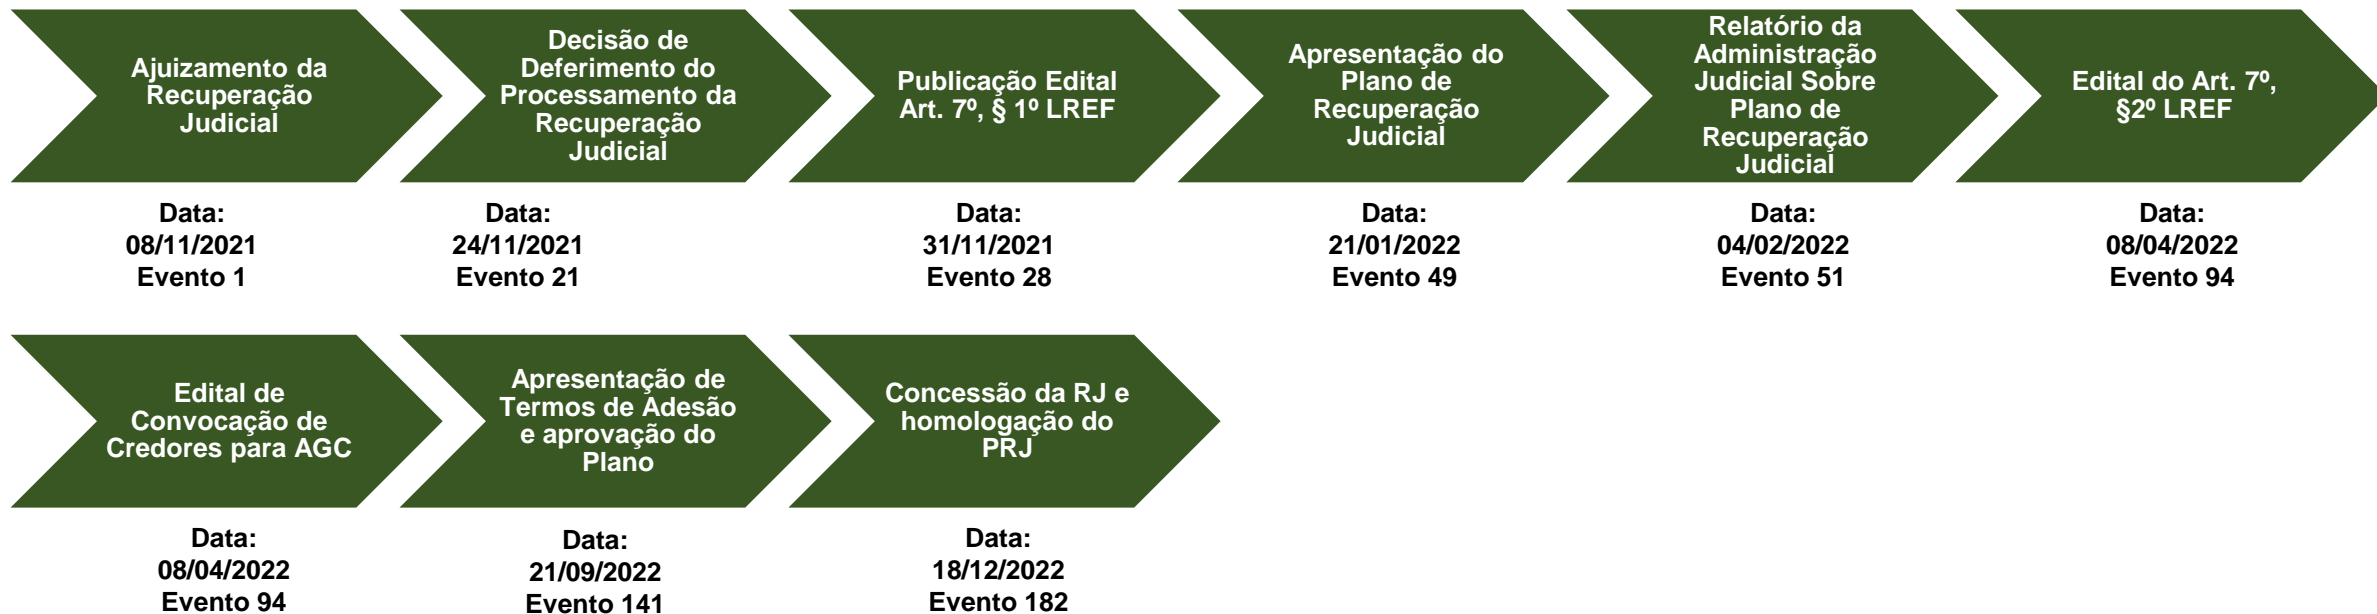 Ajuizamento da
Recuperação
Judicial
Data:
08/11/2021
Evento 1
Decisão de
Deferimento do
Processamento da
Recuperação
Judicial
Data:
24/11/2021
Evento 21
Publicação Edital
Art. 7º, § 1º LREF
Data:
31/11/2021
Evento 28
Apresentação do
Plano de
Recuperação
Judicial
Data:
21/01/2022
Evento 49
Relatório da
Administração
Judicial Sobre
Plano de
Recuperação
Judicial
Data:
04/02/2022
Evento 51
Edital do Art. 7º,
§2º LREF
Data:
08/04/2022
Evento 94
Edital de
Convocação de
Credores para AGC
Data:
08/04/2022
Evento 94
Apresentação de
Termos de Adesão
e aprovação do
Plano
Data:
21/09/2022
Evento 141
Concessão da RJ e
homologação do
PRJ
Data:
18/12/2022
Evento 182